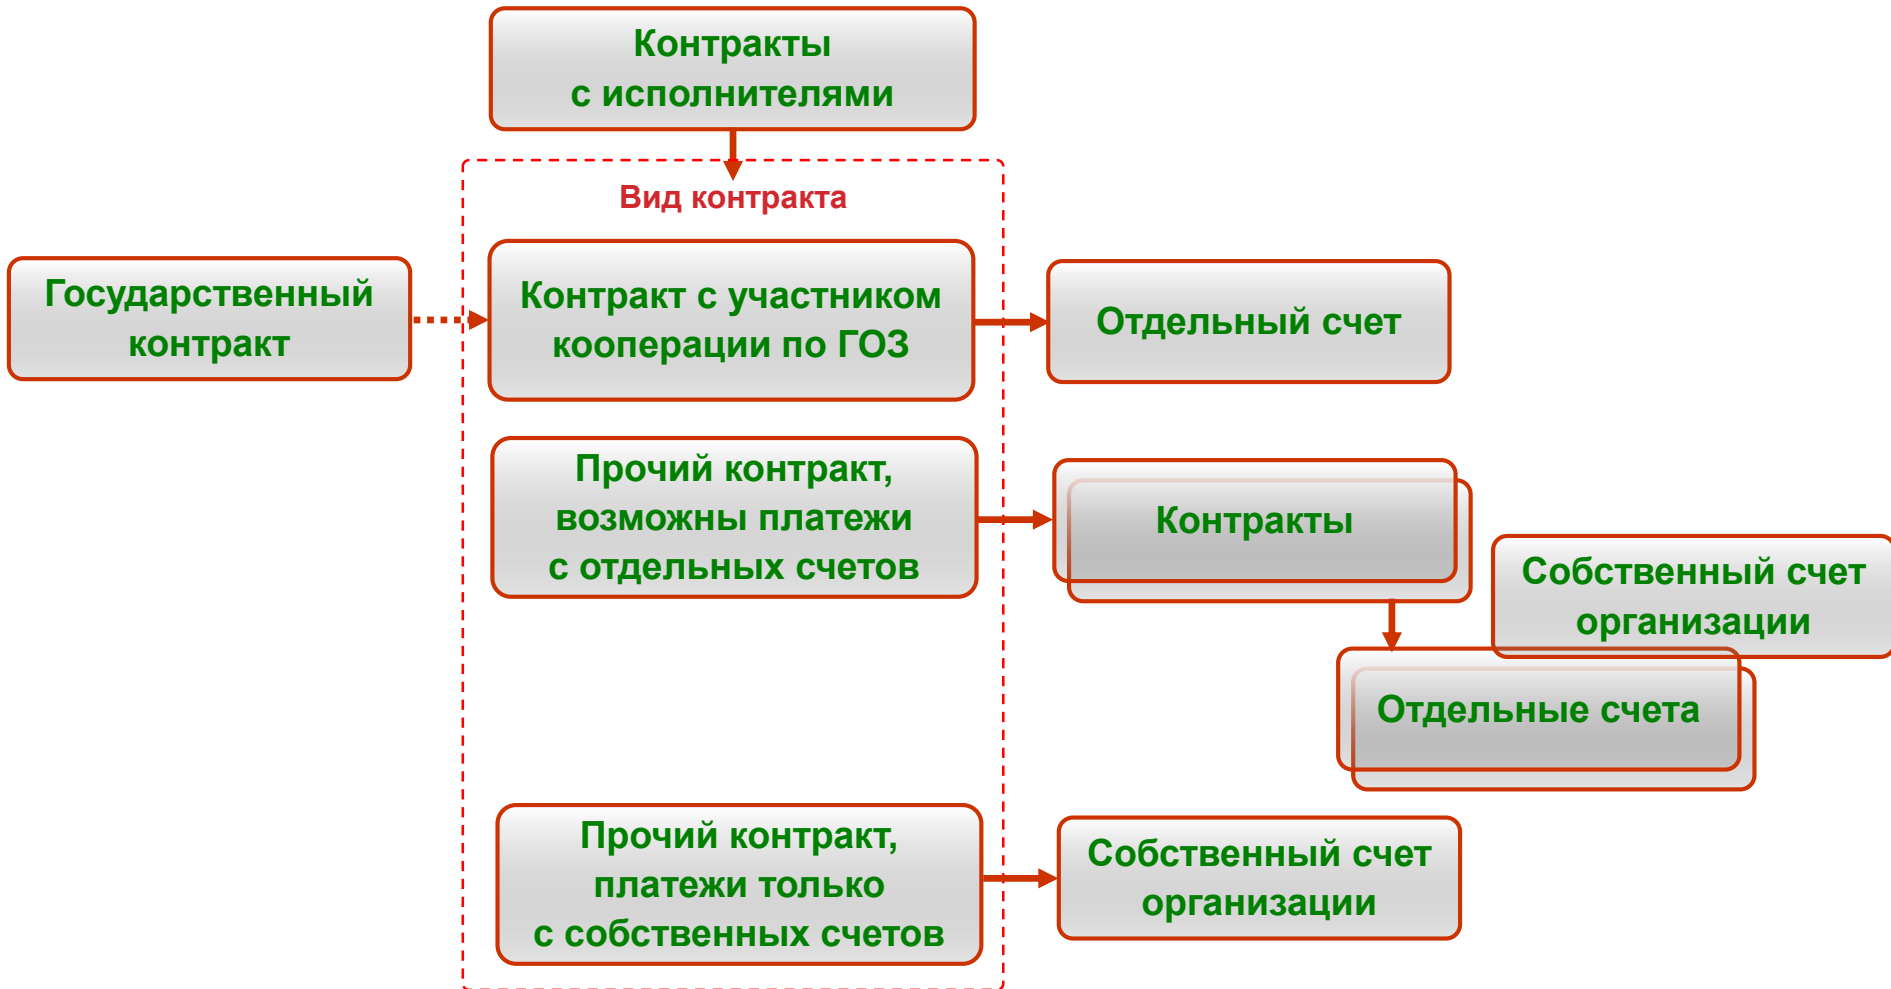 Контракты
с исполнителями
Вид контракта
Государственный
контракт
Контракт с участником
кооперации по ГОЗ
Отдельный счет
Прочий контракт,
возможны платежи
с отдельных счетов
Контракты
Собственный счет
организации
Отдельные счета
Прочий контракт,
платежи только
с собственных счетов
Собственный счет
организации